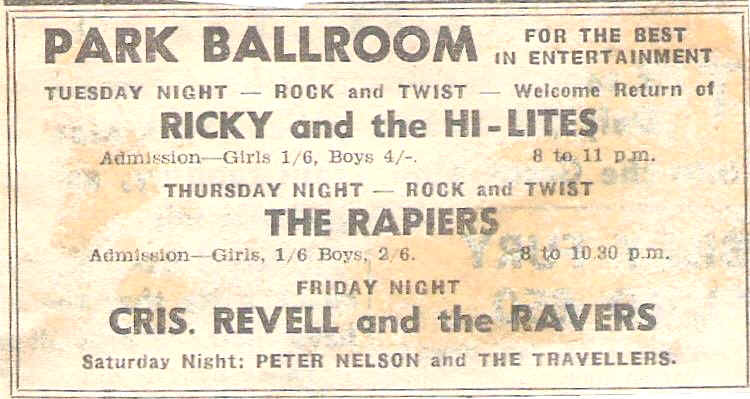 PARK BALLROOM FOR THE BEST IN ENTERTAINMENT
TUESDAY NIGHT — ROCK and TWIST — Welcome Return of
RICKY and the HI-LITES
Admission—Girls 1/6, Boys 4/-. 8 to 11 p.m.
THURSDAY NIGHT — ROCK and TWIST
THE RAPIERS
Admission—Girls, 1/6 Boys, 2/6. 8 to 10.30 p.m.
FRIDAY NIGHT
CRIS. REVELL and the RAVERS
Saturday Night: PETER NELSON and THE TRAVELLERS.